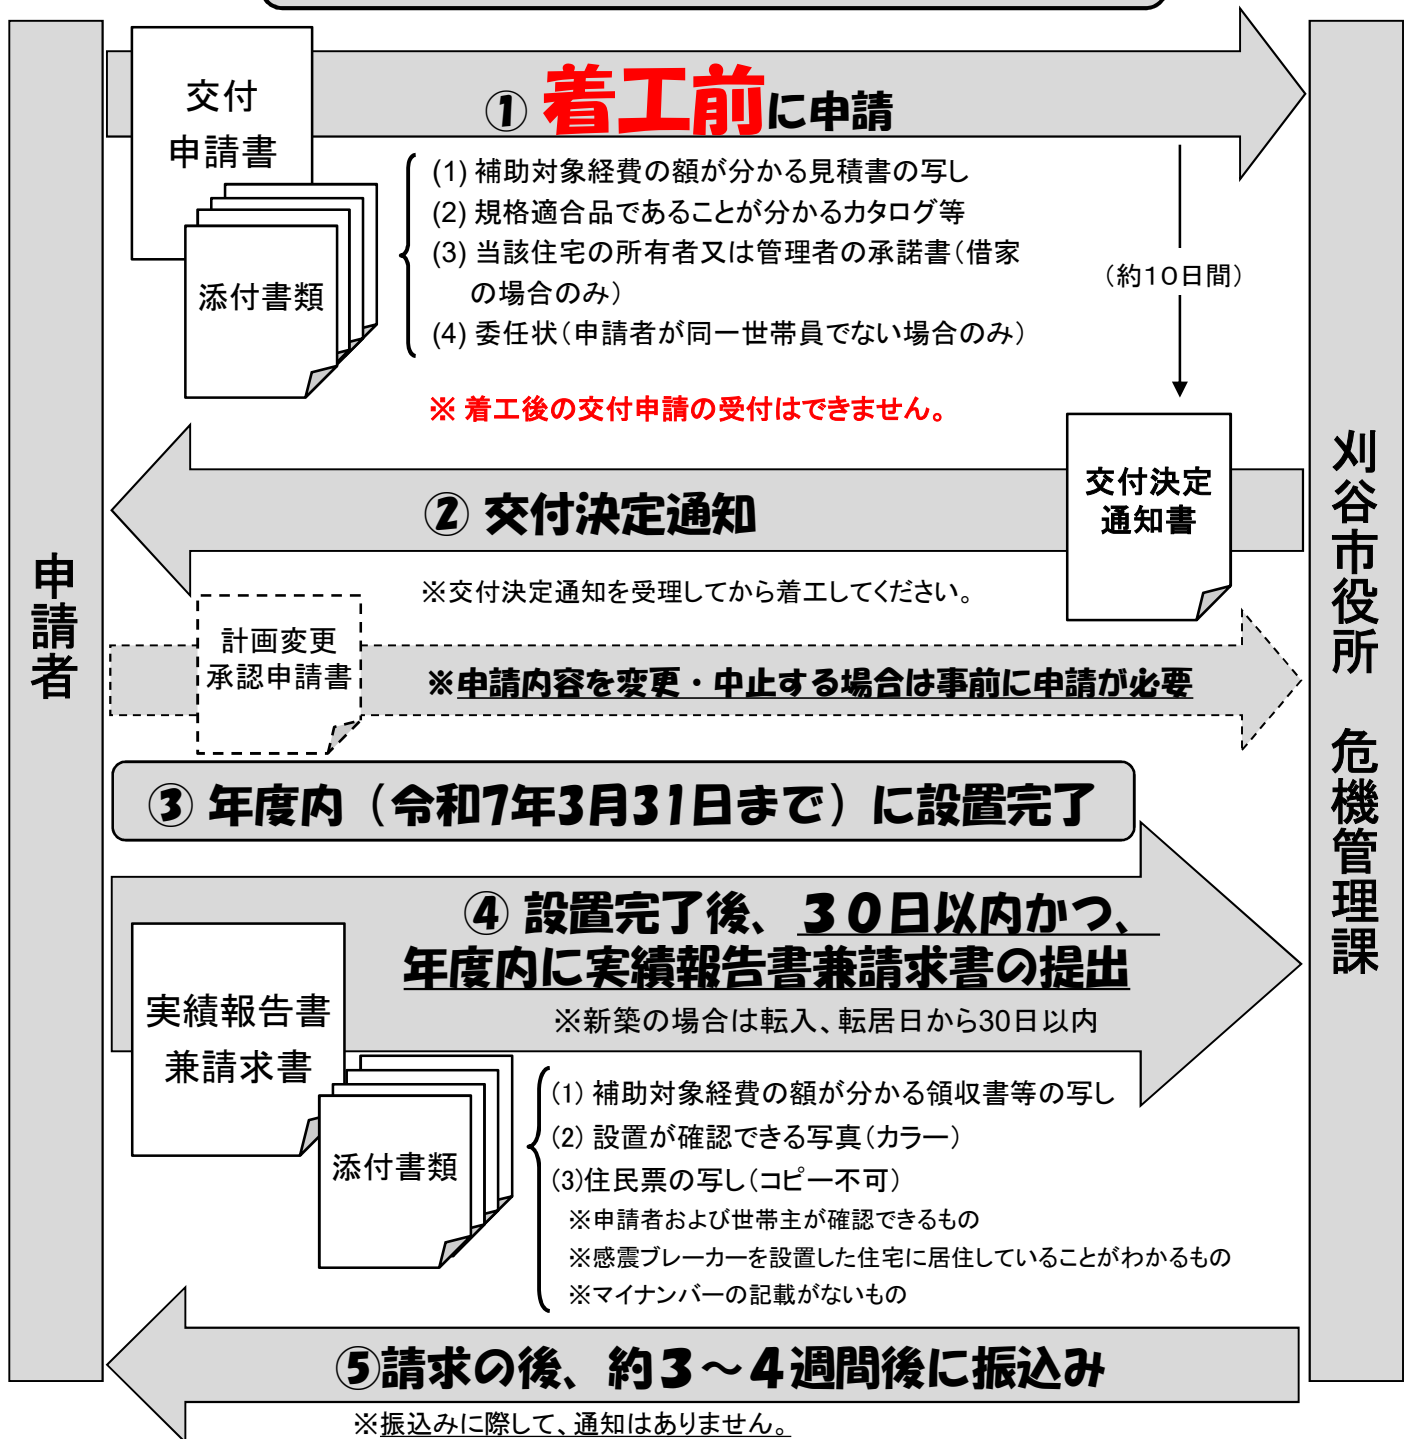 申請者
刈谷市役所 危機管理課
交付
申請書
添付書類
① 着工前に申請
(1) 補助対象経費の額が分かる見積書の写し
(2) 規格適合品であることが分かるカタログ等
(3) 当該住宅の所有者又は管理者の承諾書(借家
の場合のみ)
(4) 委任状(申請者が同一世帯員でない場合のみ)
(約10日間)
※ 着工後の交付申請の受付はできません。
② 交付決定通知
交付決定
通知書
※交付決定通知を受理してから着工してください。
計画変更
承認申請書
※申請内容を変更・中止する場合は事前に申請が必要
③ 年度内(令和7年3月31日まで)に設置完了
④ 設置完了後、30日以内かつ、
年度内に実績報告書兼請求書の提出
※新築の場合は転入、転居日から30日以内
実績報告書
兼請求書
添付書類
(1) 補助対象経費の額が分かる領収書等の写し
(2) 設置が確認できる写真(カラー)
(3)住民票の写し(コピー不可)
※申請者および世帯主が確認できるもの
※感震ブレーカーを設置した住宅に居住していることがわかるもの
※マイナンバーの記載がないもの
⑤請求の後、約3~4週間後に振込み
※振込みに際して、通知はありません。